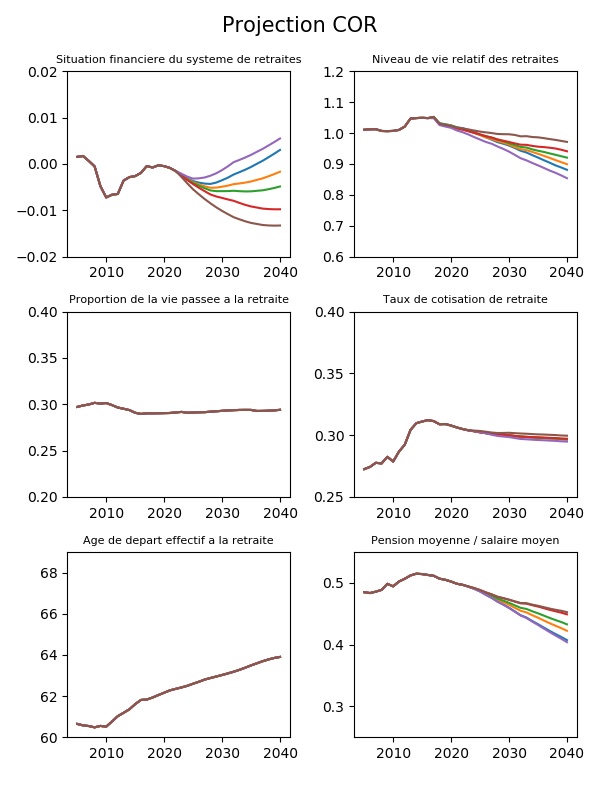 Projection COR
Situation financiere du systeme de retraites
Niveau de vie relatif des retraites
0.02
0.01
0.00
−0.01
−0.02
2010 2020 2030 2040
1.2
1.1
1.0
0.9
0.8
0.7
0.6
2010 2020 2030 2040
Proportion de la vie passee a la retraite
Taux de cotisation de retraite
0.40
0.35
0.30
0.25
0.20
2010 2020 2030 2040
0.40
0.35
0.30
0.25
2010 2020 2030 2040
Age de depart effectif a la retraite
Pension moyenne / salaire moyen
68
66
64
62
60
2010 2020 2030 2040
0.5
0.4
0.3
2010 2020 2030 2040